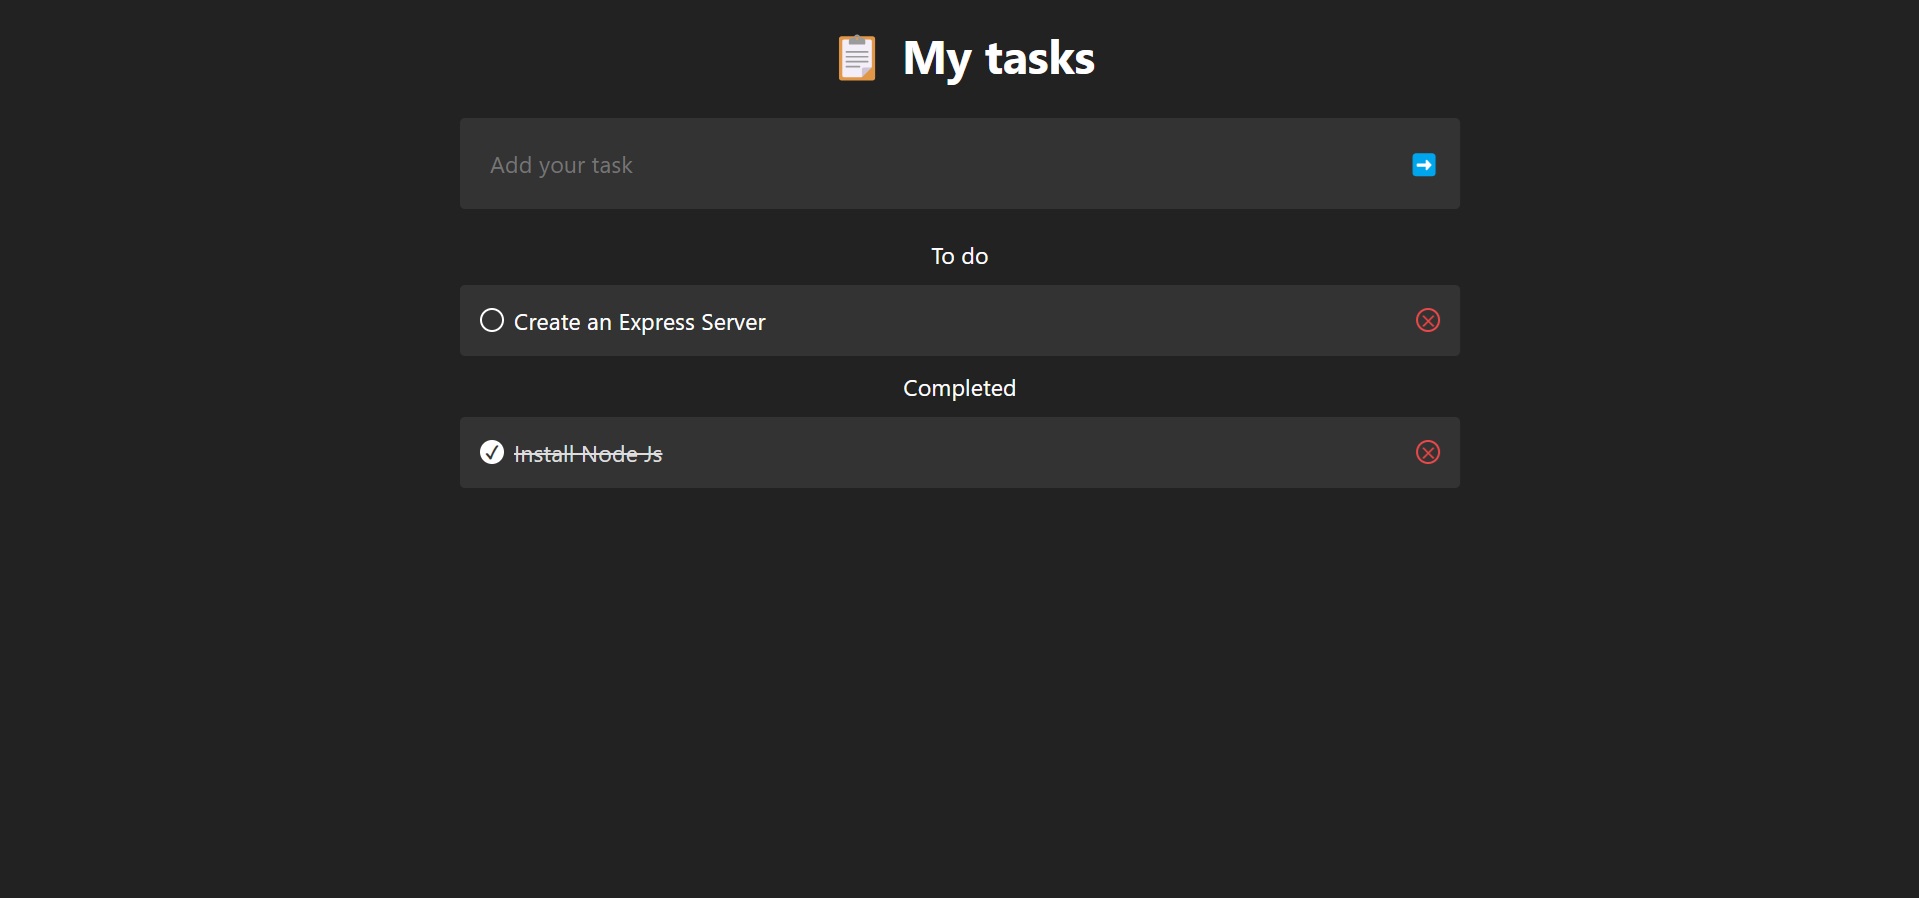 My tasks
Add your task
To do
Create an Express Server
Completed
Install Node Js